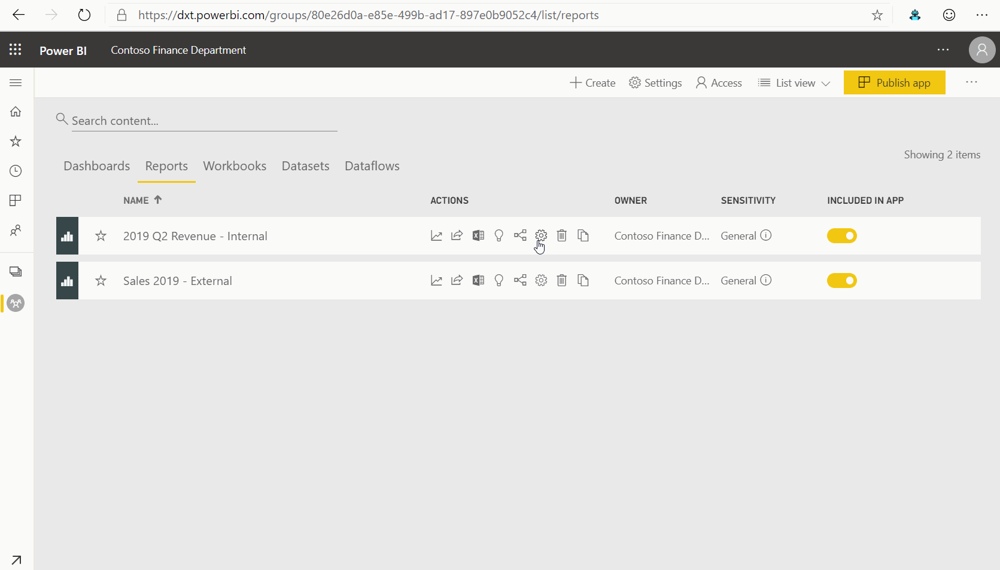 https://dxt.powerbi.com/groups/80e26d0a-e85e-499b-ad17-897e0b9052c4/list/reports
Power BI Contoso Finance Department
Create Settings Access List view Publish app
Search content...
Showing 2 items
Dashboards Reports Workbooks Datasets Dataflows
NAME ACTIONS OWNER SENSITIVITY INCLUDED IN APP
2019 Q2 Revenue - Internal Contoso Finance D... General
Sales 2019 - External Contoso Finance D... General